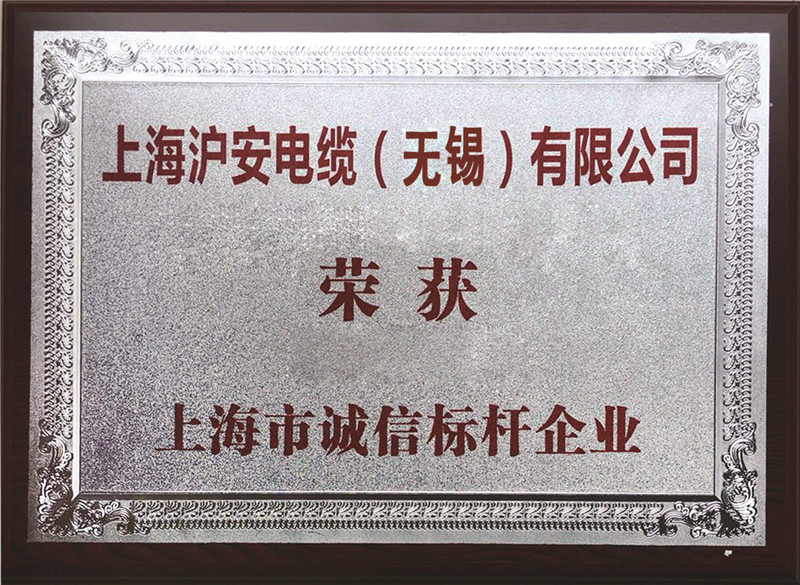 上海沪安电缆（无锡）有限公司
荣获
上海市诚信标杆企业